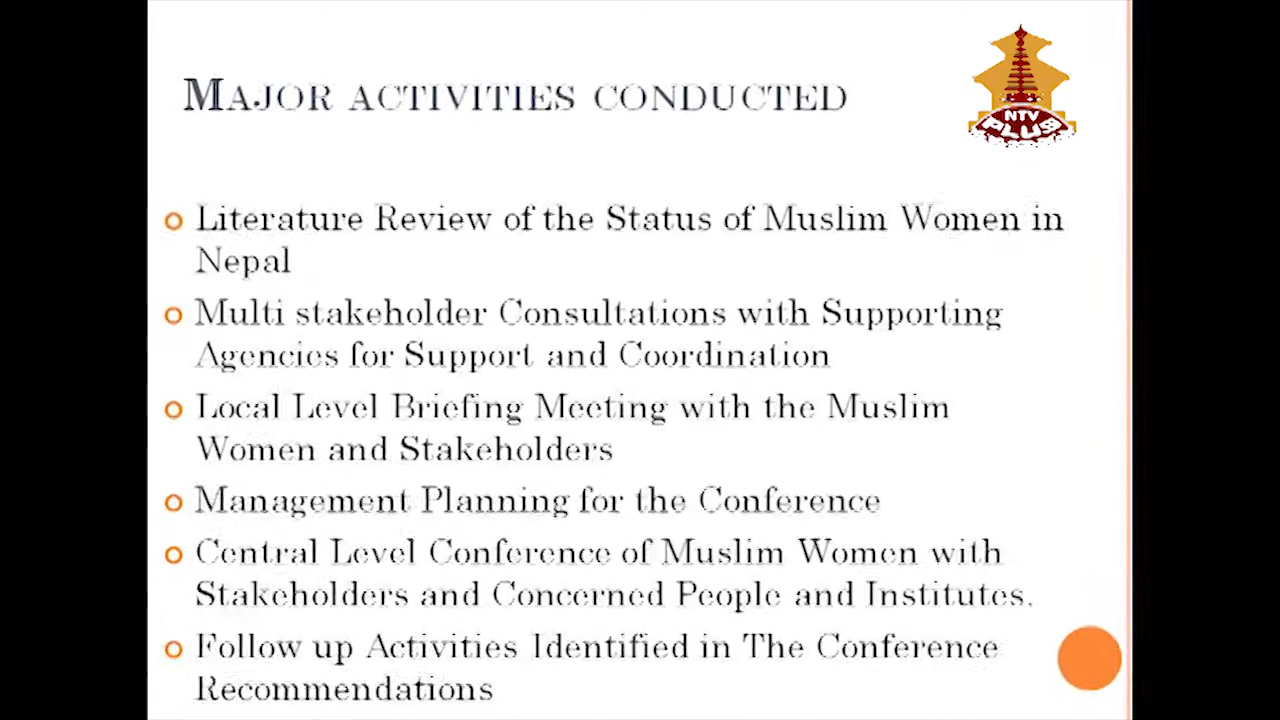 MAJOR ACTIVITIES CONDUCTED
NTV
PLUS
Literature Review of the Status of Muslim Women in
Nepal
Multi stakeholder Consultations with Supporting
Agencies for Support and Coordination
Local Level Briefing Meeting with the Muslim
Women and Stakeholders
Management Planning for the Conference
Central Level Conference of Muslim Women with
Stakeholders and Concerned People and Institutes.
Follow up Activities Identified in The Conference
Recommendations